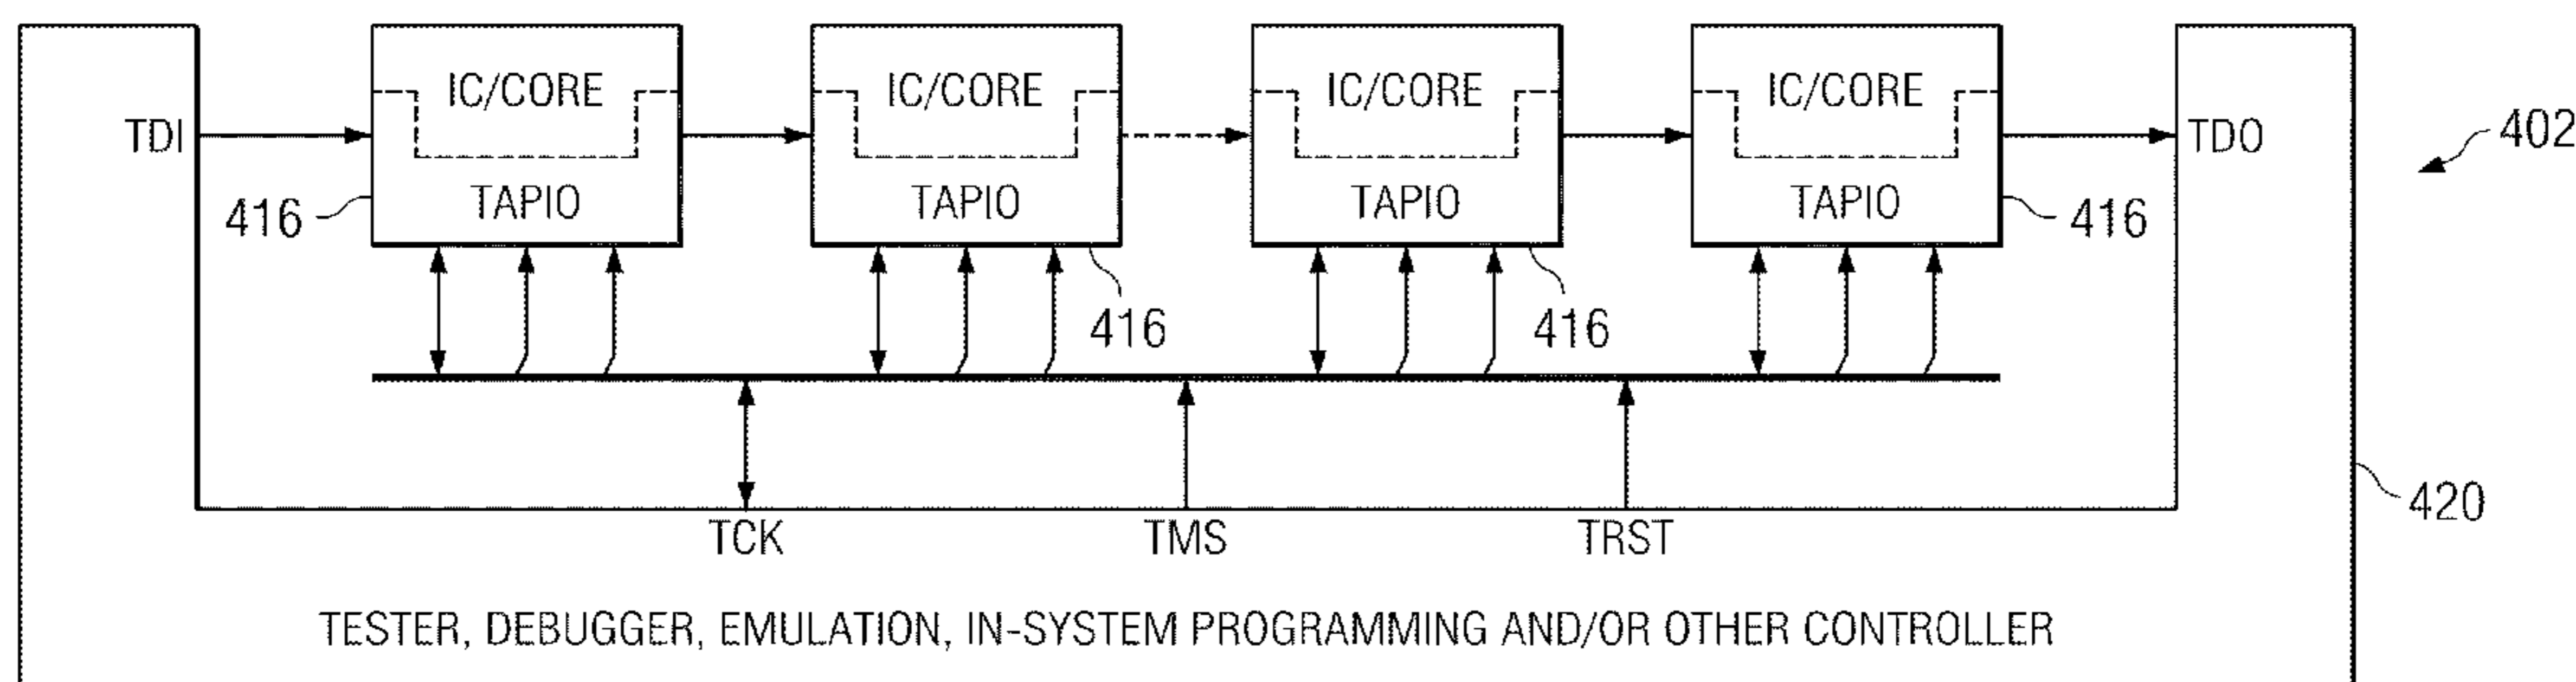 IC/CORE IC/CORE IC/CORE IC/CORE
TDI TDO 402
TAPIO TAPIO TAPIO TAPIO
416 416
416 416
420
TCK TMS TRST
TESTER, DEBUGGER, EMULATION, IN-SYSTEM PROGRAMMING AND/OR OTHER CONTROLLER